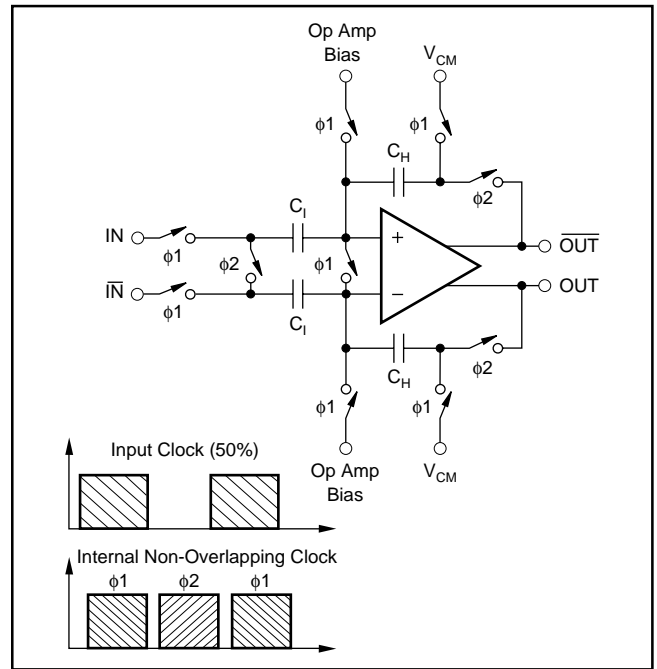 Op Amp
Bias
V_CM
ϕ1
ϕ1
C_H
ϕ2
IN
ϕ1
C_I
ϕ2
ϕ1
+
OUT̅
I̅N̅
ϕ1
C_I
−
OUT
C_H
ϕ2
ϕ1
ϕ1
Op Amp
Bias
V_CM
Input Clock (50%)
Internal Non-Overlapping Clock
ϕ1 ϕ2 ϕ1